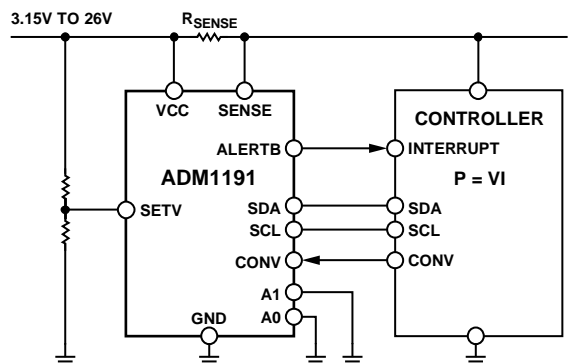 3.15V TO 26V
RSENSE
VCC
SENSE
CONTROLLER
ALERTB
INTERRUPT
ADM1191
P = VI
SETV
SDA
SDA
SCL
SCL
CONV
CONV
A1
GND
A0